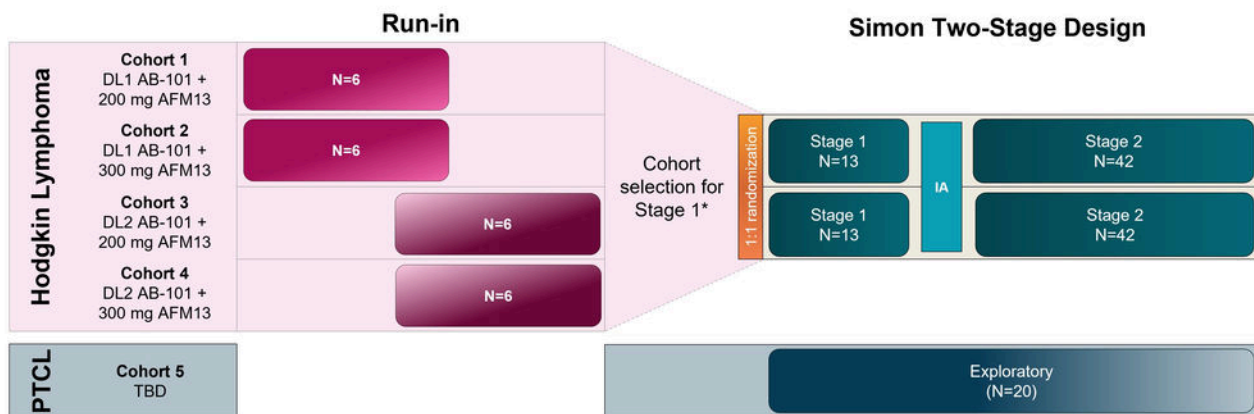 Run-in
Simon Two-Stage Design
Hodgkin Lymphoma
Cohort 1
DL1 AB-101 +
200 mg AFM13
N=6
Cohort 2
DL1 AB-101 +
300 mg AFM13
N=6
Cohort 3
DL2 AB-101 +
200 mg AFM13
N=6
Cohort 4
DL2 AB-101 +
300 mg AFM13
N=6
Cohort
selection for
Stage 1*
1:1 randomization
Stage 1
N=13
Stage 1
N=13
IA
Stage 2
N=42
Stage 2
N=42
PTCL
Cohort 5
TBD
Exploratory
(N=20)